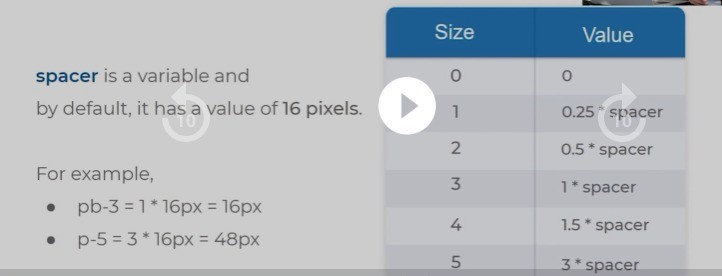 spacer is a variable and
by default, it has a value of 16 pixels.
For example,
• pb-3 = 1 * 16px = 16px
• p-5 = 3 * 16px = 48px
Size Value
0 0
1 0.25 * spacer
2 0.5 * spacer
3 1 * spacer
4 1.5 * spacer
5 3 * spacer
10
10